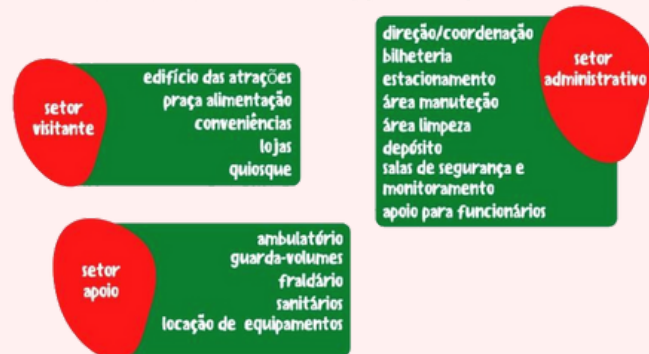 setor
visitante
edifício das atrações
praça alimentação
conveniências
lojas
quiosque
direção/coordenação
bilheteria
estacionamento
área manuteção
área limpeza
depósito
salas de segurança e
monitoramento
apoio para funcionários
setor
administrativo
setor
apoio
ambulatório
guarda-volumes
fraldário
sanitários
locação de equipamentos